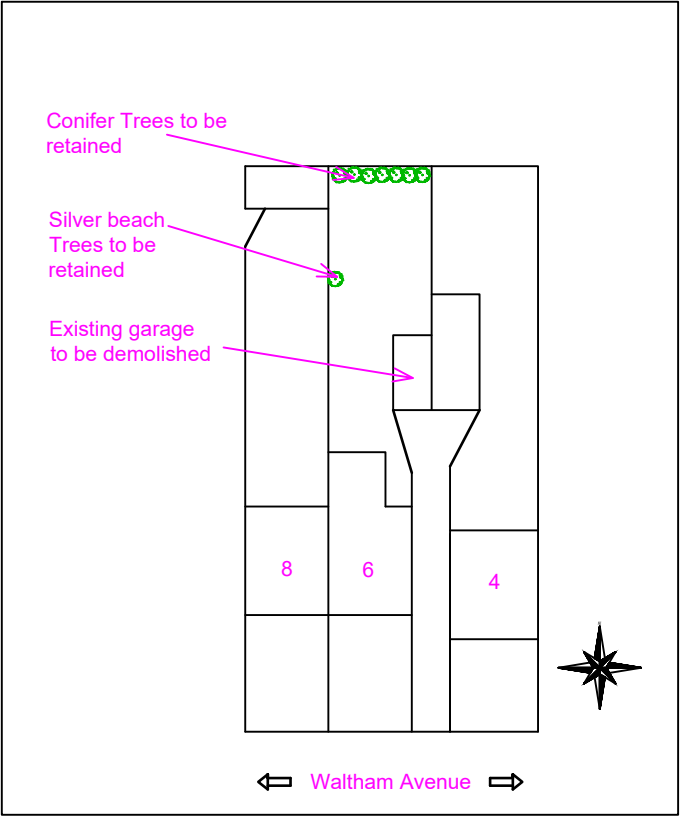 Conifer Trees to be
retained
Silver beach
Trees to be
retained
Existing garage
to be demolished
8
6
4
Waltham Avenue